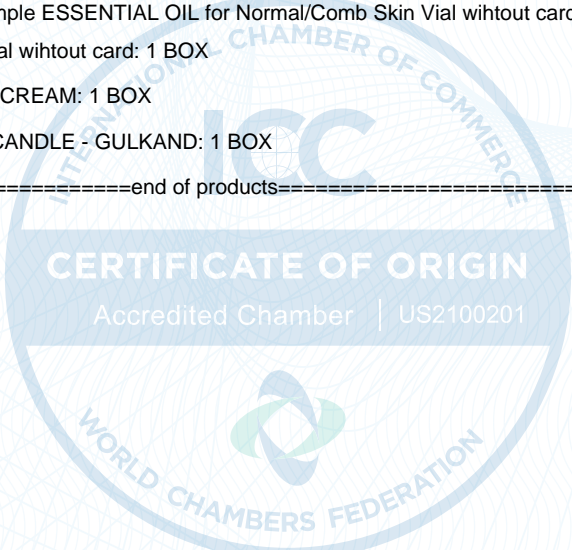 mple ESSENTIAL OIL for Normal/Comb Skin Vial wihtout card
al wihtout card: 1 BOX
CREAM: 1 BOX
CANDLE - GULKAND: 1 BOX
===========end of products========================
INTERNATIONAL CHAMBER OF COMMERCE
ICC
CERTIFICATE OF ORIGIN
Accredited Chamber | US2100201
WORLD CHAMBERS FEDERATION